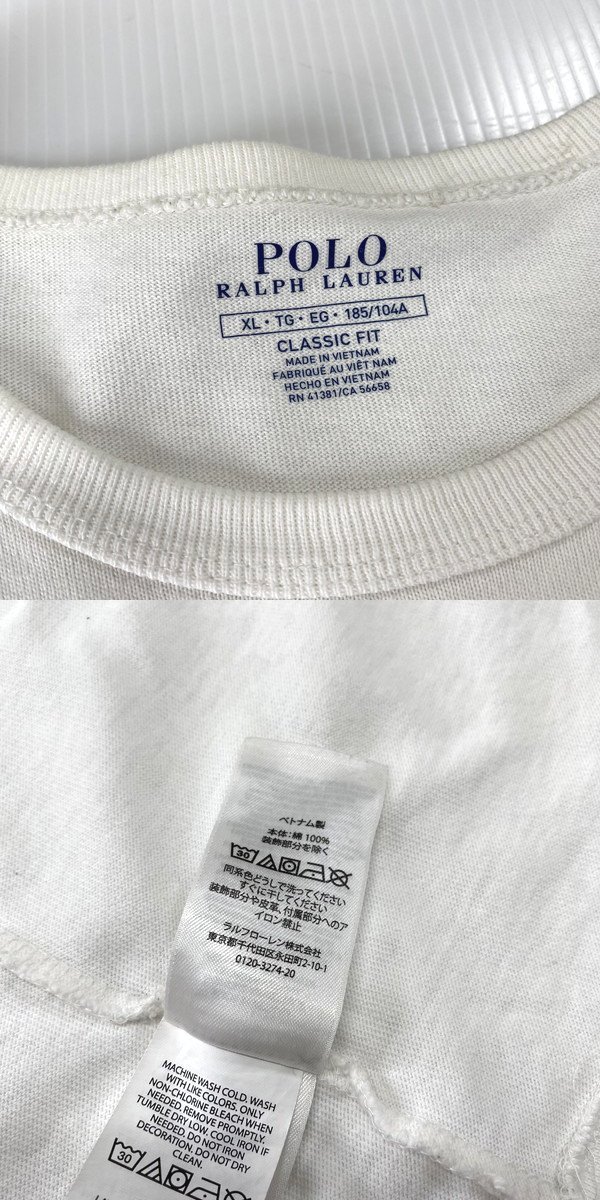 POLO
RALPH LAUREN
XL • TG • EG • 185/104A
CLASSIC FIT
MADE IN VIETNAM
FABRIQUÉ AU VIÊT NAM
HECHO EN VIETNAM
RN 41381/CA 56658
ベトナム製
本体:綿 100%
装飾部分を除く
30
同系色どうしで洗ってください
すぐに干してください
装飾部分や皮革、付属部分へのア
イロン禁止
ラルフローレン株式会社
東京都千代田区永田町2-10-1
0120-3274-20
MACHINE WASH COLD. WASH
WITH LIKE COLORS. ONLY
NON-CHLORINE BLEACH WHEN
NEEDED. REMOVE PROMPTLY.
TUMBLE DRY LOW. COOL IRON IF
NEEDED. DO NOT IRON
DECORATION. DO NOT DRY
CLEAN.
30